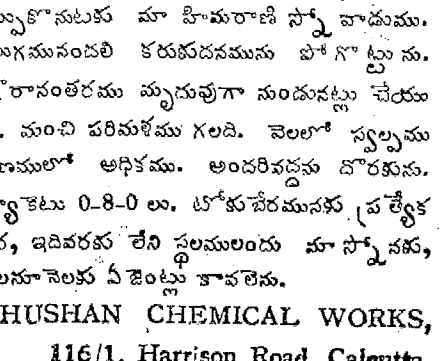 ప్పుకొనుటకు మా హిమరాణి స్నో వాడుము.
ఖగమునందలి కరుకుదనమును పోగొట్టును.
రానంతరము మృదువుగా నుండునట్లు చేయు
. మంచి పరిమళము గలది. వెలలో స్వల్పము
ణములో అధికము. అందరివద్దను దొరకును.
్యాకెటు 0-8-0 లు. టోకుబేరమునకు ప్రత్యేక
ర, ఇదివరకు లేని స్థలములందు మా స్నోనకు,
లనూనెలకు ఏజెంట్లు కావలెను.
HUSHAN CHEMICAL WORKS,
116/1, Harrison Road, Calcutta